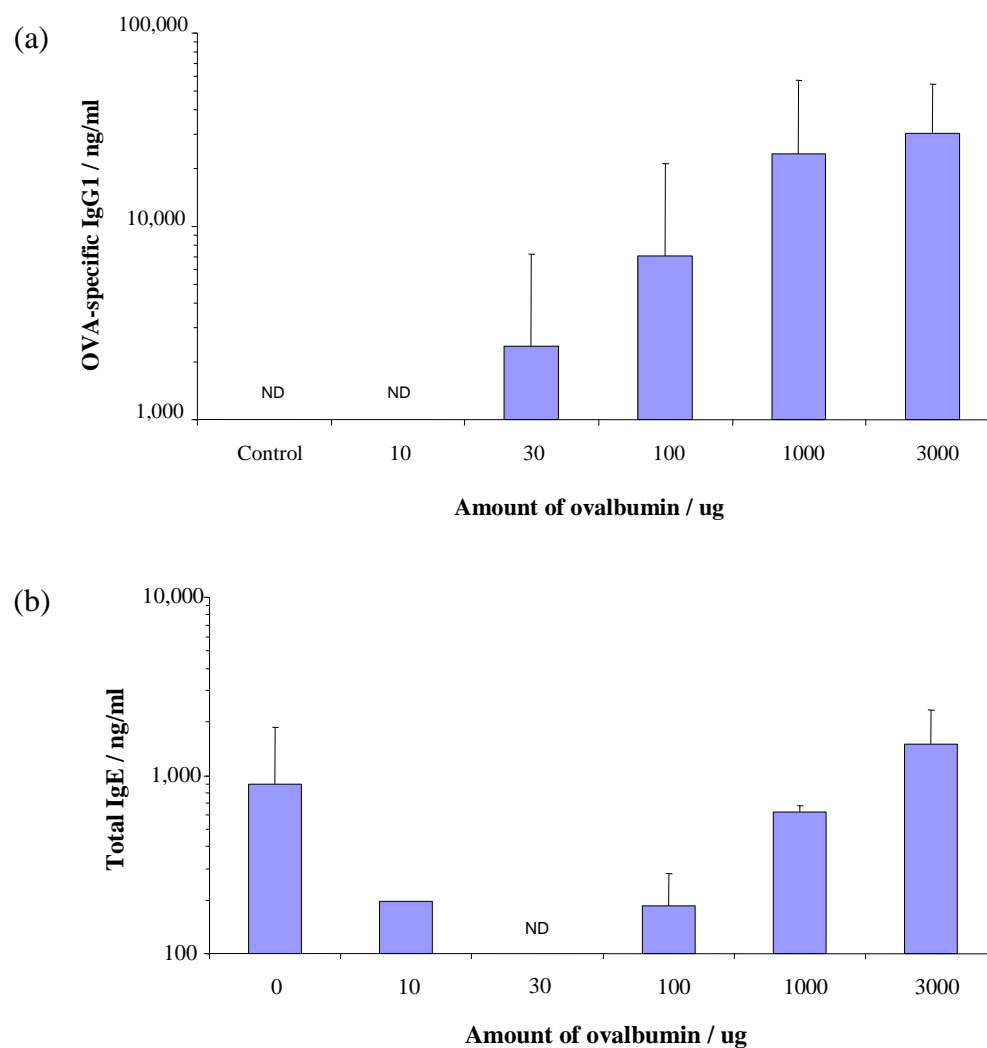 (a)
OVA-specific IgG1 / ng/ml
100,000
10,000
1,000
ND ND
Control 10 30 100 1000 3000
Amount of ovalbumin / ug
(b)
Total IgE / ng/ml
10,000
1,000
100
ND
0 10 30 100 1000 3000
Amount of ovalbumin / ug